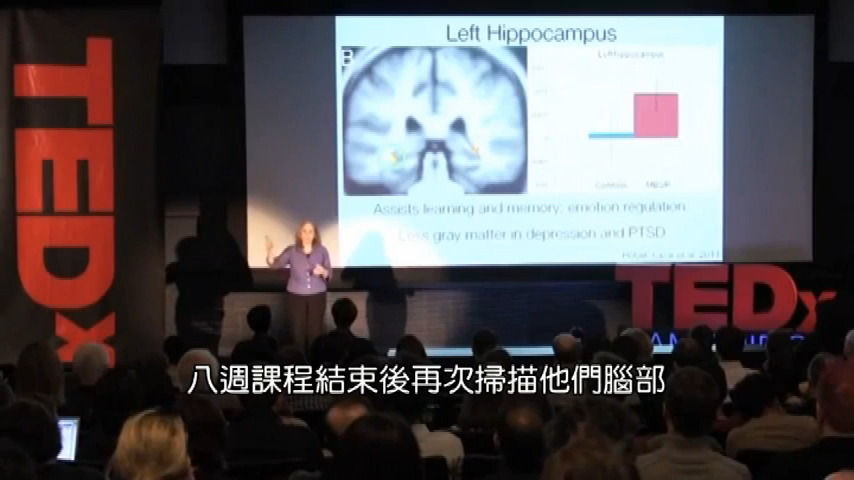 TEDx
Left Hippocampus
B
Left hippocampus
Controls
MBSR
Assists learning and memory; emotion regulation
Less gray matter in depression and PTSD
TEDx
八週課程結束後再次掃描他們腦部